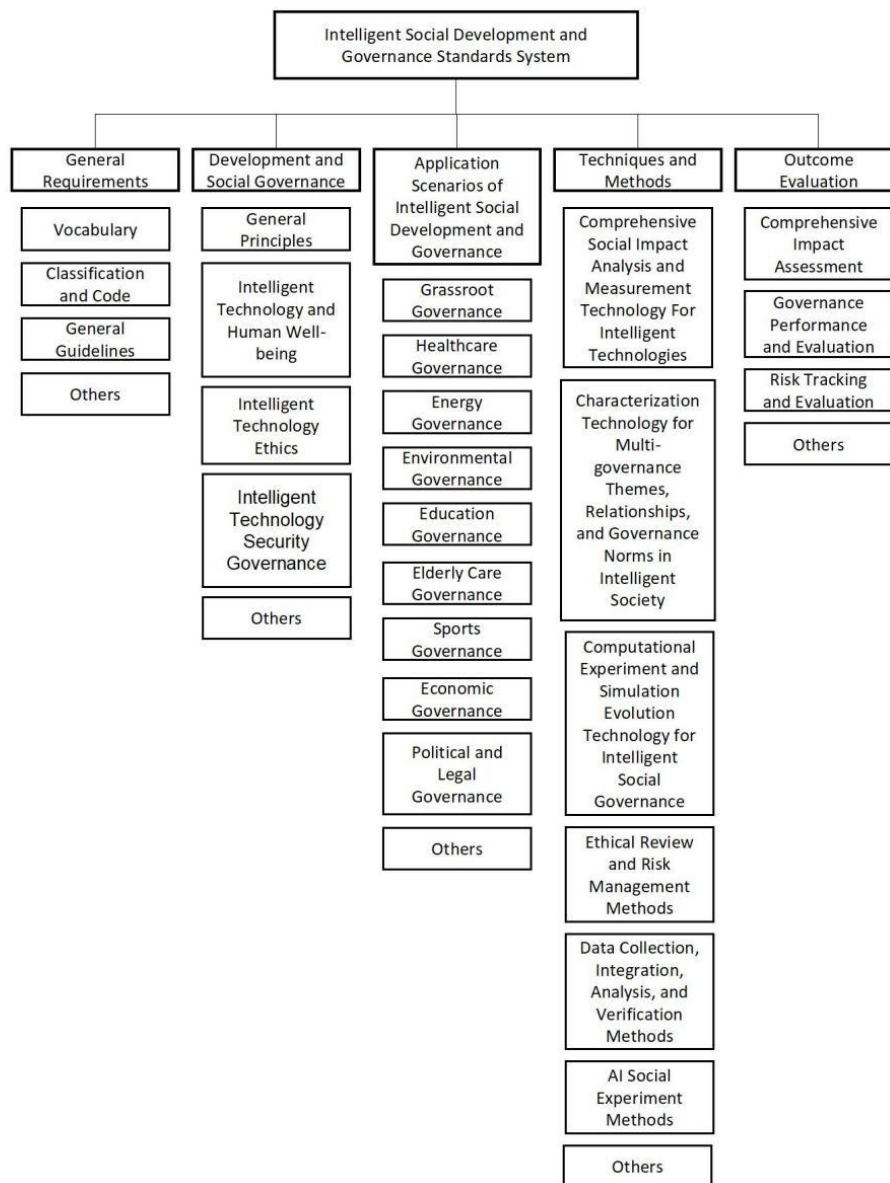 Intelligent Social Development and
Governance Standards System
General
Requirements
Vocabulary
Classification
and Code
General
Guidelines
Others
Development and
Social Governance
General
Principles
Intelligent
Technology and
Human Well-
being
Intelligent
Technology
Ethics
Intelligent
Technology
Security
Governance
Others
Application
Scenarios of
Intelligent Social
Development and
Governance
Grassroot
Governance
Healthcare
Governance
Energy
Governance
Environmental
Governance
Education
Governance
Elderly Care
Governance
Sports
Governance
Economic
Governance
Political and
Legal
Governance
Others
Techniques and
Methods
Comprehensive
Social Impact
Analysis and
Measurement
Technology For
Intelligent
Technologies
Characterization
Technology for
Multi-
governance
Themes,
Relationships,
and Governance
Norms in
Intelligent
Society
Computational
Experiment and
Simulation
Evolution
Technology for
Intelligent
Social
Governance
Ethical Review
and Risk
Management
Methods
Data Collection,
Integration,
Analysis, and
Verification
Methods
AI Social
Experiment
Methods
Others
Outcome
Evaluation
Comprehensive
Impact
Assessment
Governance
Performance
and Evaluation
Risk Tracking
and Evaluation
Others